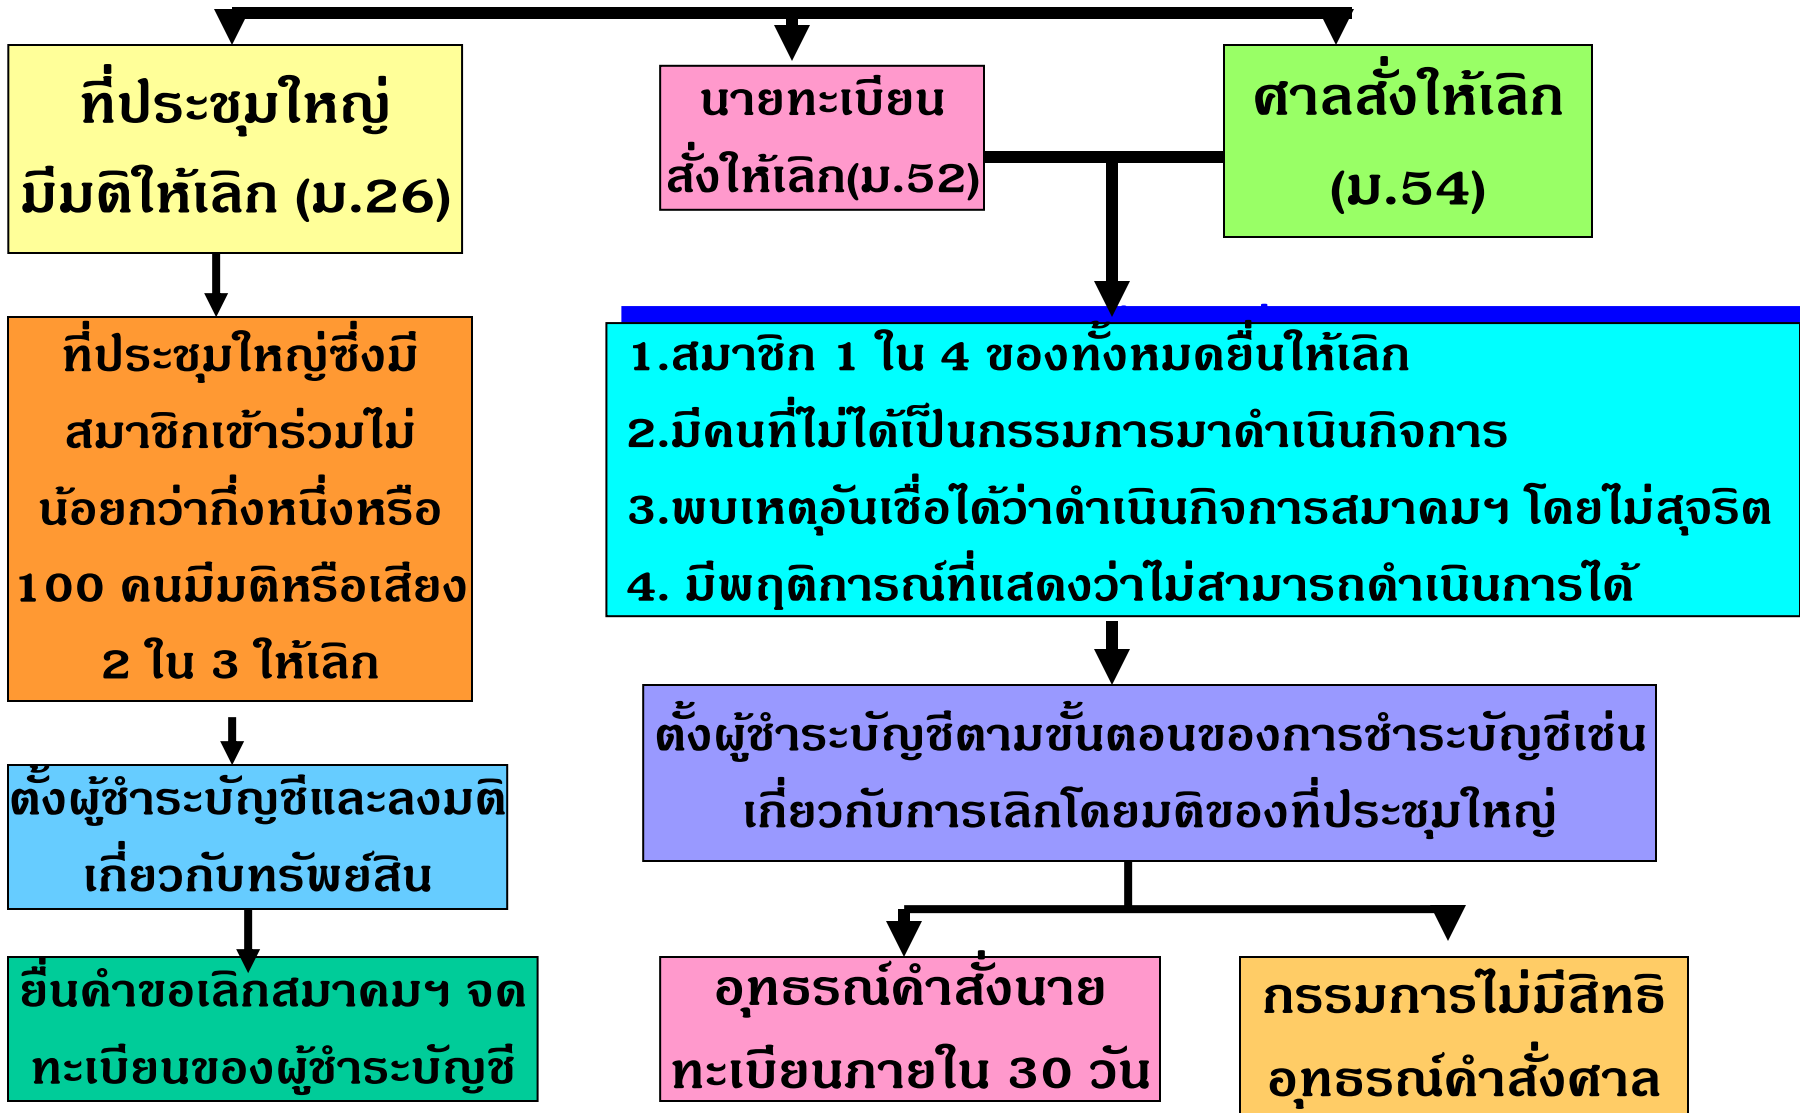 ที่ประชุมใหญ่
มีมติให้เลิก (ม.26)
นายทะเบียน
สั่งให้เลิก(ม.52)
ศาลสั่งให้เลิก
(ม.54)
ที่ประชุมใหญ่ซึ่งมี
สมาชิกเข้าร่วมไม่
น้อยกว่ากึ่งหนึ่งหรือ
100 คนมีมติหรือเสียง
2 ใน 3 ให้เลิก
1.สมาชิก 1 ใน 4 ของทั้งหมดยื่นให้เลิก
2.มีคนที่ไม่ได้เป็นกรรมการมาดำเนินกิจการ
3.พบเหตุอันเชื่อได้ว่าดำเนินกิจการสมาคมฯ โดยไม่สุจริต
4. มีพฤติการณ์ที่แสดงว่าไม่สามารถดำเนินการได้
ตั้งผู้ชำระบัญชีและลงมติ
เกี่ยวกับทรัพย์สิน
ตั้งผู้ชำระบัญชีตามขั้นตอนของการชำระบัญชีเช่น
เกี่ยวกับการเลิกโดยมติของที่ประชุมใหญ่
ยื่นคำขอเลิกสมาคมฯ จด
ทะเบียนของผู้ชำระบัญชี
อุทธรณ์คำสั่งนาย
ทะเบียนภายใน 30 วัน
กรรมการไม่มีสิทธิ
อุทธรณ์คำสั่งศาล